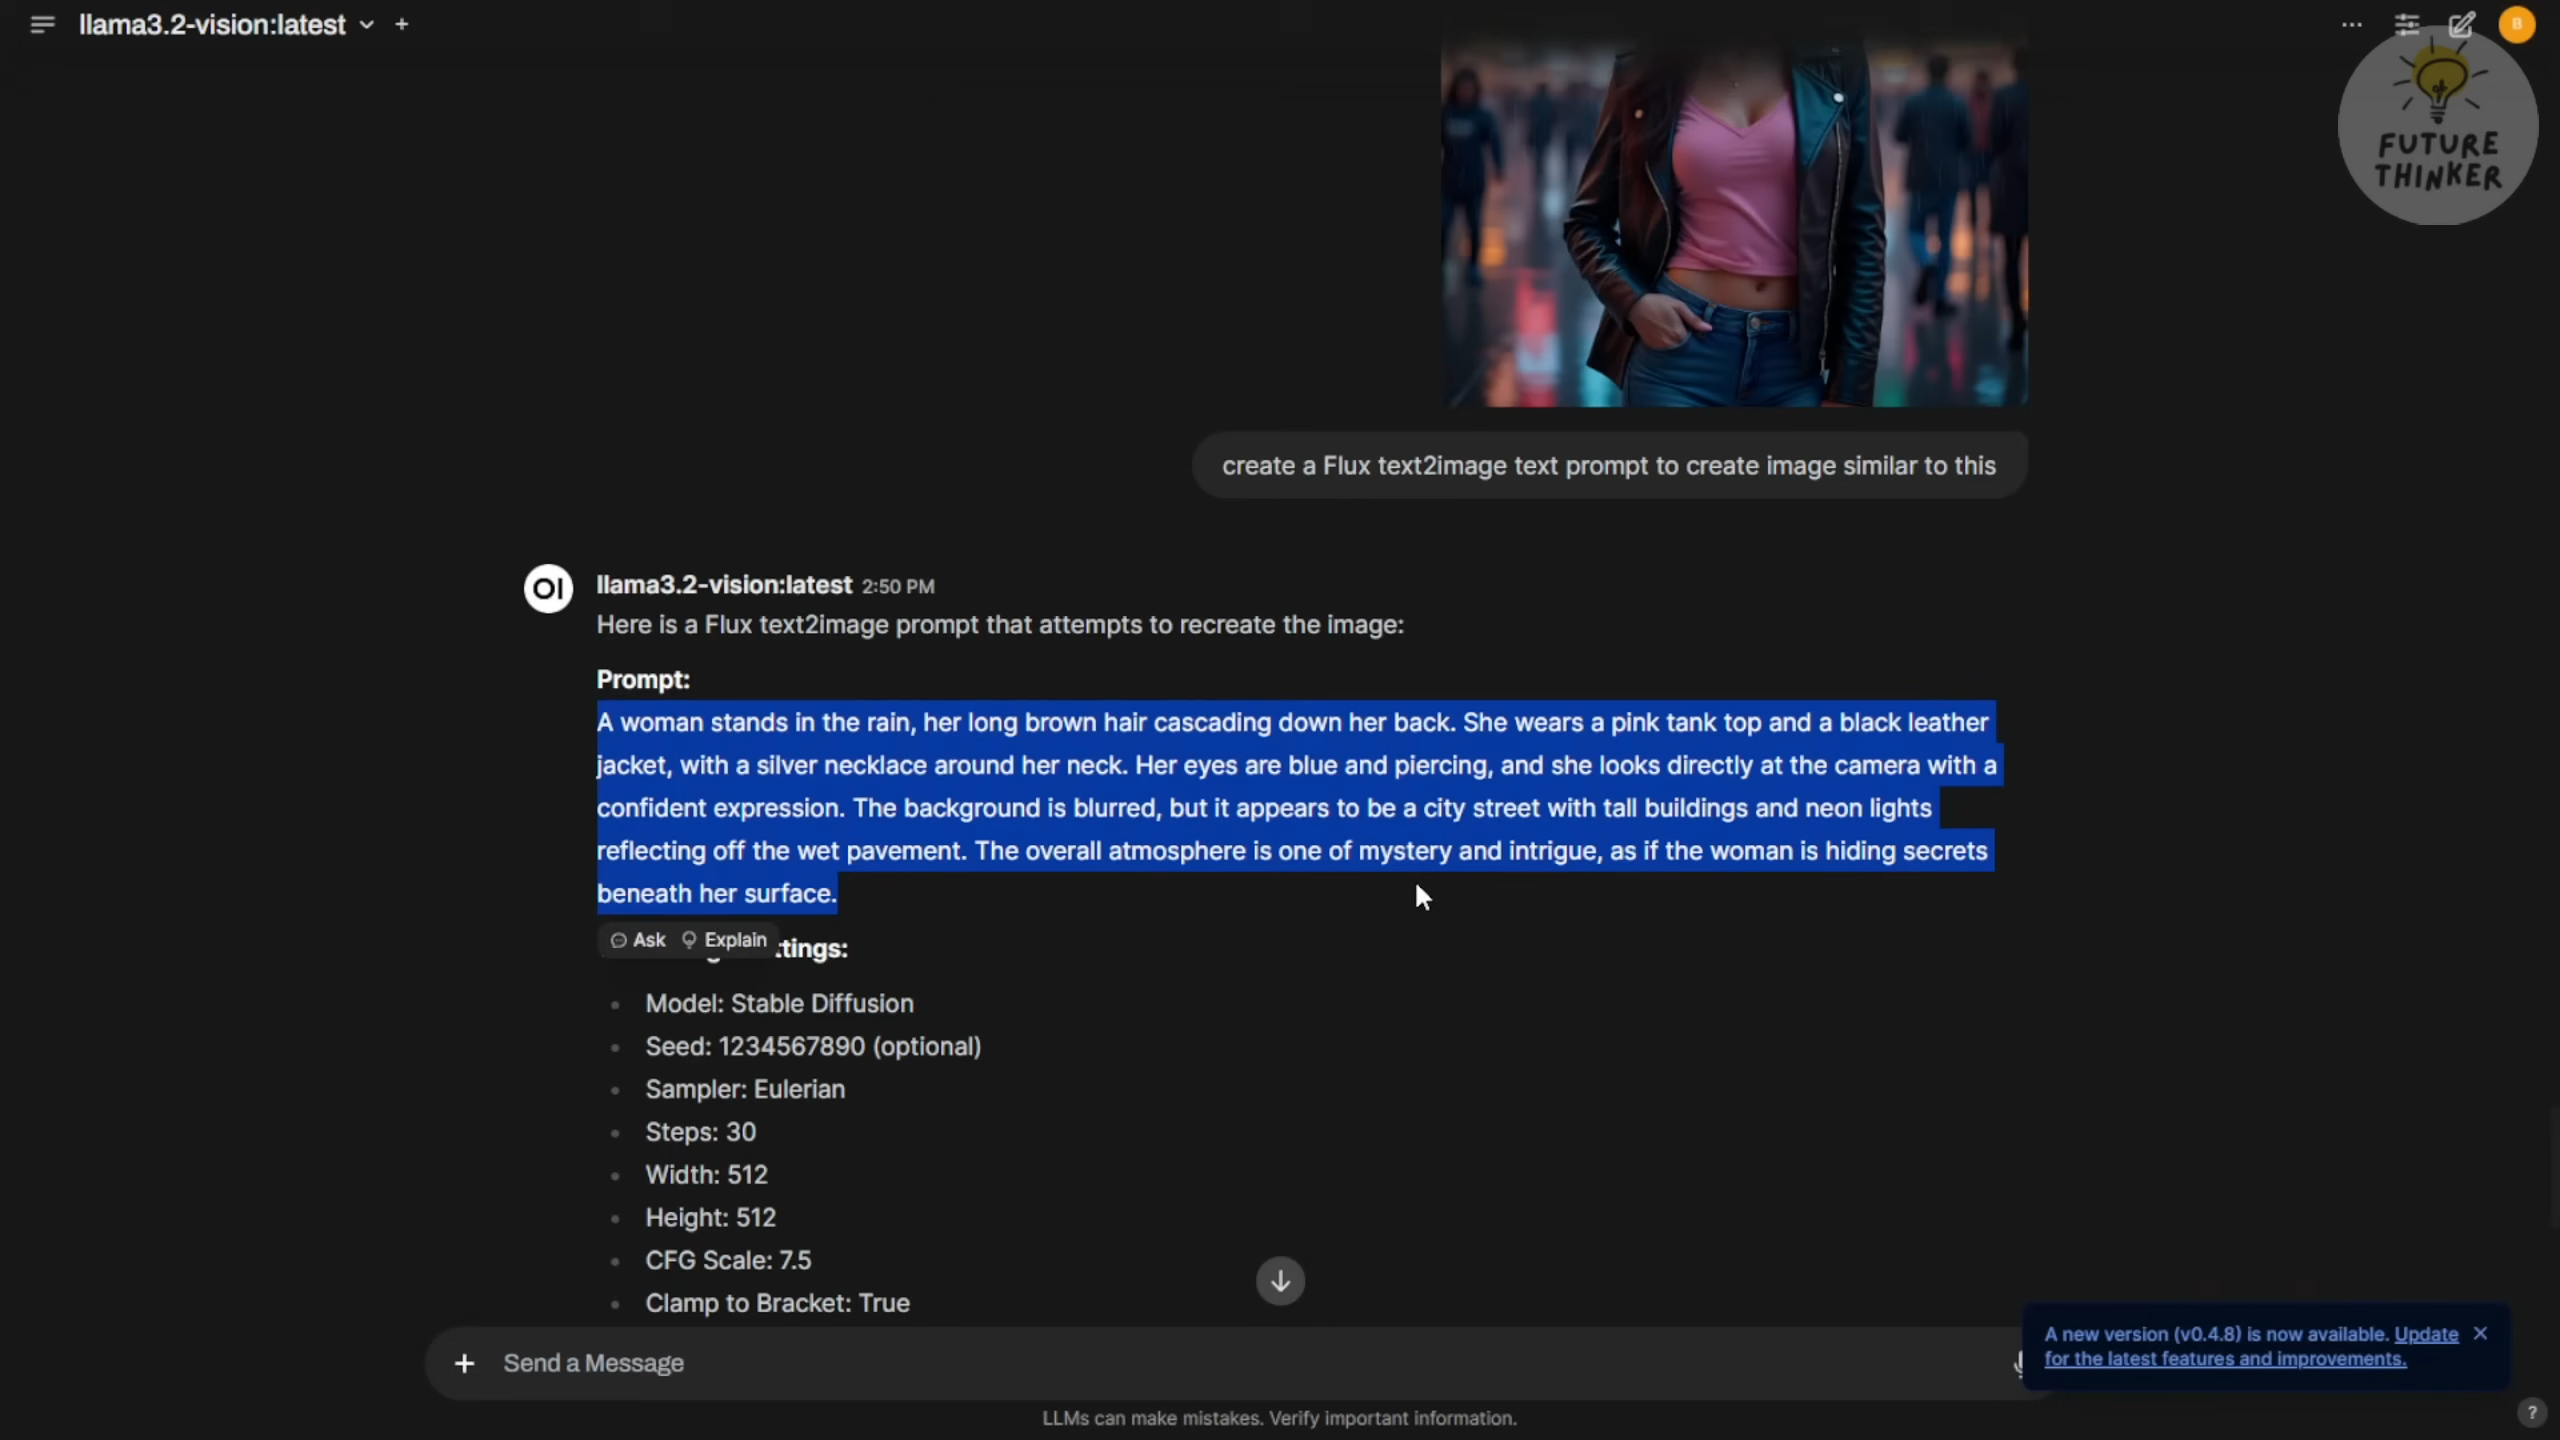 llama3.2-vision:latest
B
FUTURE
THINKER
create a Flux text2image text prompt to create image similar to this
OI
llama3.2-vision:latest 2:50 PM
Here is a Flux text2image prompt that attempts to recreate the image:
Prompt:
A woman stands in the rain, her long brown hair cascading down her back. She wears a pink tank top and a black leather
jacket, with a silver necklace around her neck. Her eyes are blue and piercing, and she looks directly at the camera with a
confident expression. The background is blurred, but it appears to be a city street with tall buildings and neon lights
reflecting off the wet pavement. The overall atmosphere is one of mystery and intrigue, as if the woman is hiding secrets
beneath her surface.
Ask Explain
ttings:
• Model: Stable Diffusion
• Seed: 1234567890 (optional)
• Sampler: Eulerian
• Steps: 30
• Width: 512
• Height: 512
• CFG Scale: 7.5
• Clamp to Bracket: True
Send a Message
A new version (v0.4.8) is now available. Update
for the latest features and improvements.
LLMs can make mistakes. Verify important information.
?